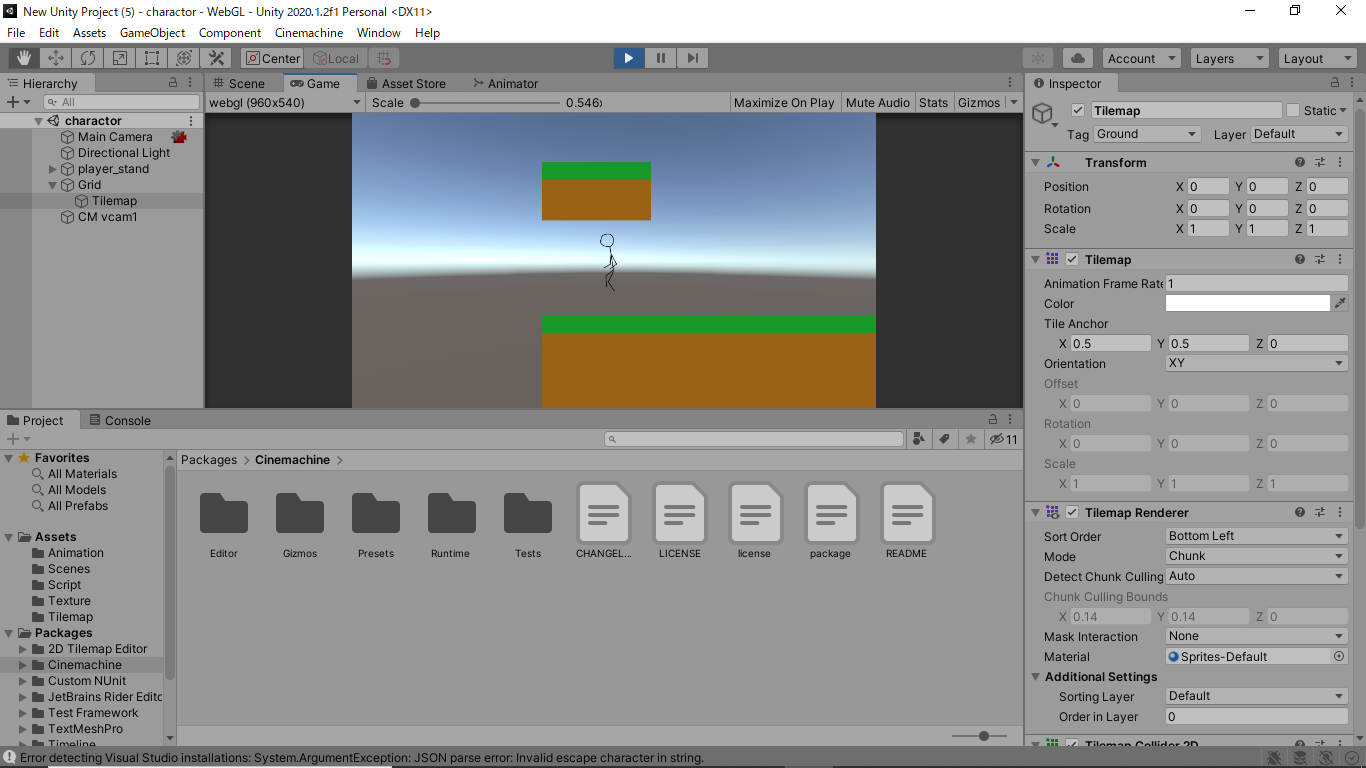 New Unity Project (5) - charactor - WebGL - Unity 2020.1.2f1 Personal <DX11>
File Edit Assets GameObject Component Cinemachine Window Help
Center Local Account Layers Layout
Hierarchy
All
charactor
Main Camera
Directional Light
player_stand
Grid
Tilemap
CM vcam1
Scene Game Asset Store Animator
webgl (960x540) Scale 0.546 Maximize On Play Mute Audio Stats Gizmos
Inspector
Tilemap Static
Tag Ground Layer Default
Transform
Position X 0 Y 0 Z 0
Rotation X 0 Y 0 Z 0
Scale X 1 Y 1 Z 1
Tilemap
Animation Frame Rate 1
Color
Tile Anchor
X 0.5 Y 0.5 Z 0
Orientation XY
Offset
X 0 Y 0 Z 0
Rotation
X 0 Y 0 Z 0
Scale
X 1 Y 1 Z 1
Tilemap Renderer
Sort Order Bottom Left
Mode Chunk
Detect Chunk Culling Auto
Chunk Culling Bounds
X 0.14 Y 0.14 Z 0
Mask Interaction None
Material Sprites-Default
Additional Settings
Sorting Layer Default
Order in Layer 0
Tilemap Collider 2D
Project Console
11
Favorites
All Materials
All Models
All Prefabs
Assets
Animation
Scenes
Script
Texture
Tilemap
Packages
2D Tilemap Editor
Cinemachine
Custom NUnit
JetBrains Rider Editc
Test Framework
TextMeshPro
Timeline
Packages > Cinemachine >
Editor Gizmos Presets Runtime Tests CHANGEL... LICENSE license package README
Error detecting Visual Studio installations: System.ArgumentException: JSON parse error: Invalid escape character in string.